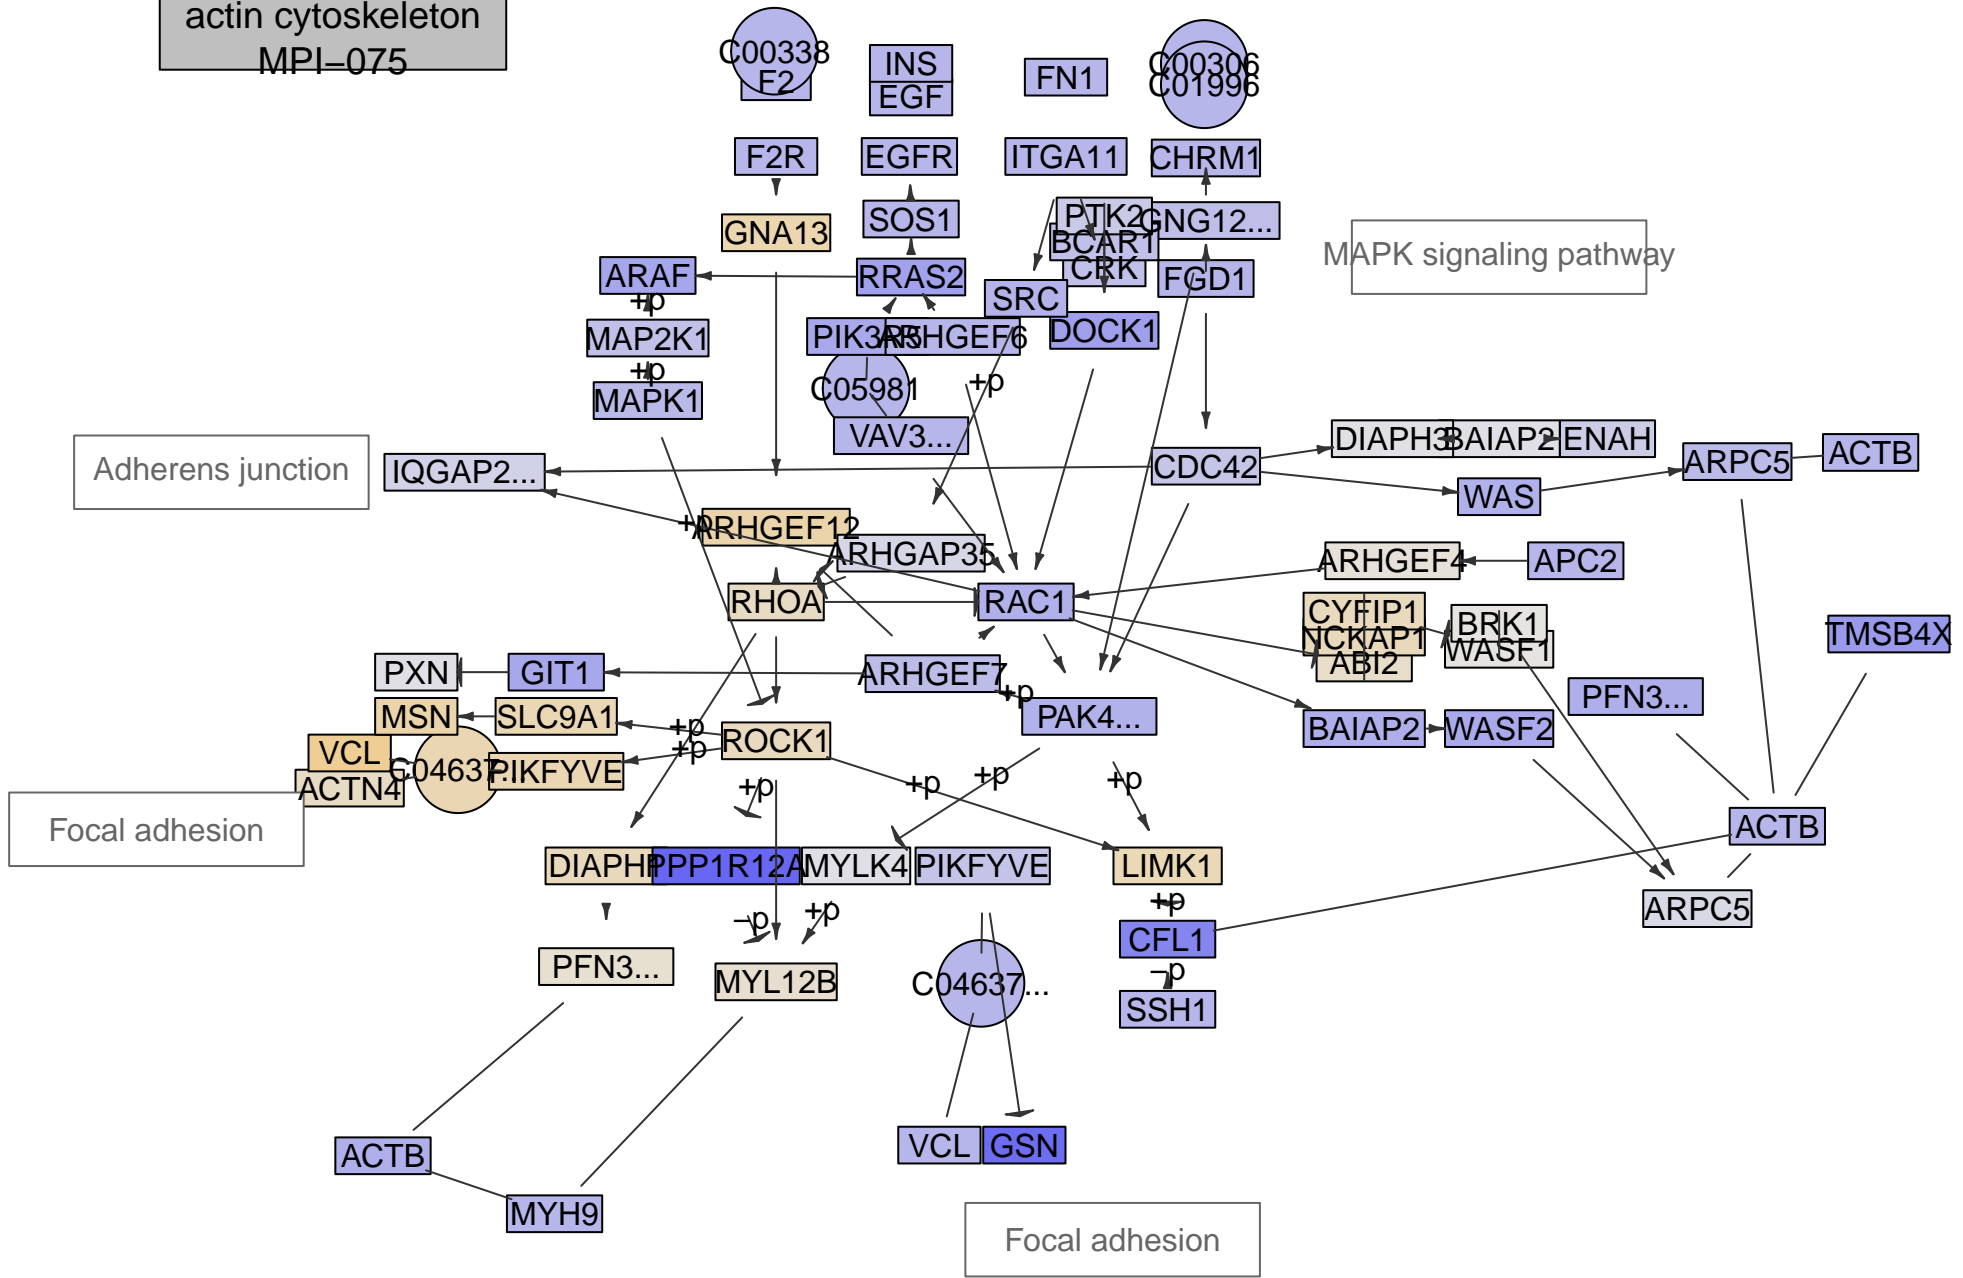 actin cytoskeleton
MPI−075
C00338
F2
INS
EGF
FN1
C00306
C01996
F2R
EGFR
ITGA11
CHRM1
GNA13
SOS1
PTK2
GNG12...
BCAR1
CRK
MAPK signaling pathway
ARAF
RRAS2
SRC
FGD1
+p
MAP2K1
PIK3R5
ARHGEF6
DOCK1
+p
MAPK1
C05981
+p
VAV3...
DIAPH3
BAIAP2
ENAH
ARPC5
ACTB
Adherens junction
IQGAP2...
CDC42
WAS
+p
ARHGEF12
ARHGAP35
ARHGEF4
APC2
RHOA
RAC1
CYFIP1
NCKAP1
ABI2
BRK1
WASF1
TMSB4X
PXN
GIT1
ARHGEF7
+p
PFN3...
MSN
SLC9A1
+p
PAK4...
BAIAP2
WASF2
VCL
ACTN4
C04637...
PIKFYVE
+p
ROCK1
+p
+p
+p
+p
Focal adhesion
ACTB
PPP1R12A
MYLK4
PIKFYVE
LIMK1
−p
+p
+p
ARPC5
CFL1
PFN3...
MYL12B
C04637...
−p
SSH1
ACTB
VCL
GSN
MYH9
Focal adhesion